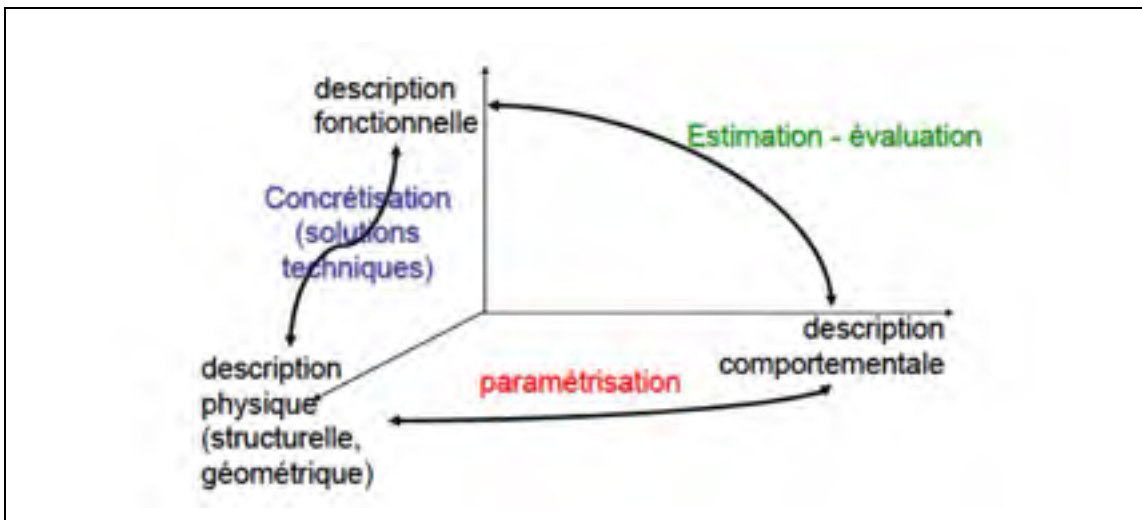 description
fonctionnelle
Estimation - évaluation
Concrétisation
(solutions
techniques)
description
comportementale
description
physique
(structurelle,
géométrique)
paramétrisation